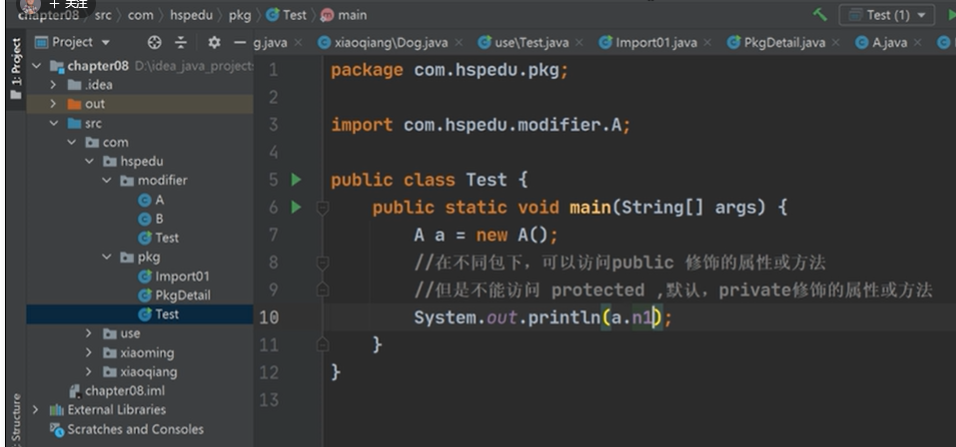 + 关注
chapter08 src com hspedu pkg Test main
Test (1)
Project
g.java xiaoqiang\Dog.java use\Test.java Import01.java PkgDetail.java A.java
1: Project
chapter08 D:\idea_java_projects
.idea
out
src
com
hspedu
modifier
A
B
Test
pkg
Import01
PkgDetail
Test
use
xiaoming
xiaoqiang
chapter08.iml
External Libraries
Scratches and Consoles
Structure
1 package com.hspedu.pkg;
2
3 import com.hspedu.modifier.A;
4
5 public class Test {
6 public static void main(String[] args) {
7 A a = new A();
8 //在不同包下，可以访问public 修饰的属性或方法
9 //但是不能访问 protected ,默认，private修饰的属性或方法
10 System.out.println(a.n1);
11 }
12 }
13